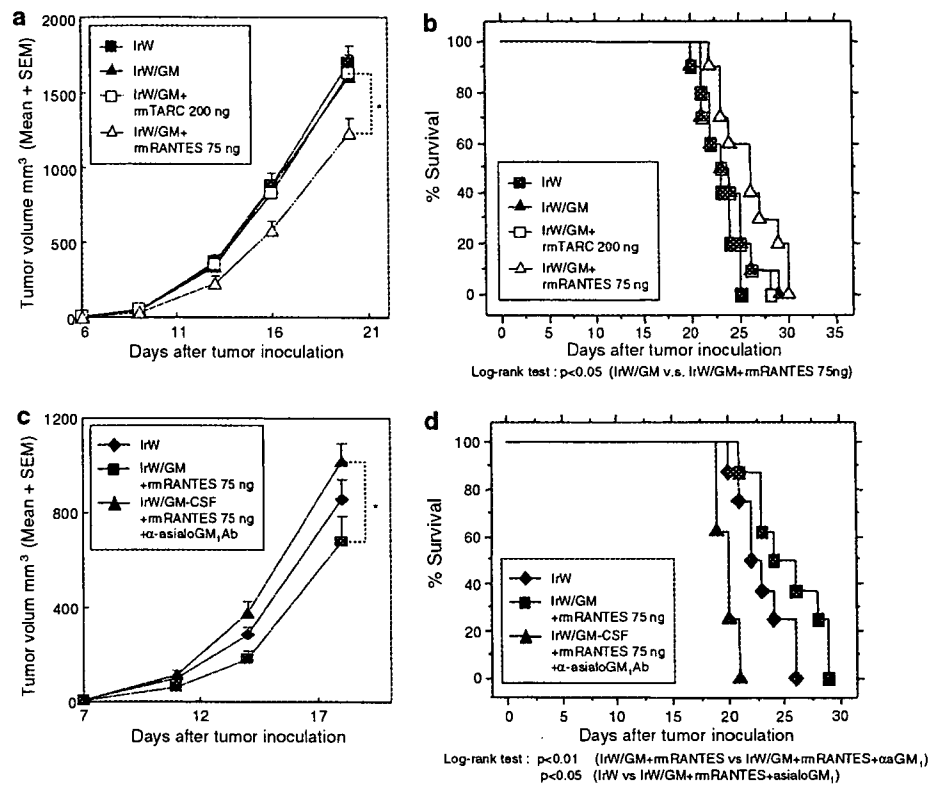 a
Tumor volume mm³ (Mean + SEM)
2000
1500
1000
500
0
6
11
16
21
Days after tumor inoculation
IrW
IrW/GM
IrW/GM+
rmTARC 200 ng
IrW/GM+
rmRANTES 75 ng
*
b
% Survival
100
80
60
40
20
0
0
5
10
15
20
25
30
35
Days after tumor inoculation
IrW
IrW/GM
IrW/GM+
rmTARC 200 ng
IrW/GM+
rmRANTES 75 ng
Log-rank test : p<0.05 (IrW/GM v.s. IrW/GM+rmRANTES 75ng)
c
Tumor volum mm³ (Mean + SEM)
1200
800
400
0
7
12
17
Days after tumor inoculation
IrW
IrW/GM
+rmRANTES 75 ng
IrW/GM-CSF
+rmRANTES 75 ng
+α-asialoGM₁Ab
*
d
% Survival
100
80
60
40
20
0
0
5
10
15
20
25
30
Days after tumor inoculation
IrW
IrW/GM
+rmRANTES 75 ng
IrW/GM-CSF
+rmRANTES 75 ng
+α-asialoGM₁Ab
Log-rank test : p<0.01 (IrW/GM+rmRANTES vs IrW/GM+rmRANTES+αaGM₁)
p<0.05 (IrW vs IrW/GM+rmRANTES+asialoGM₁)